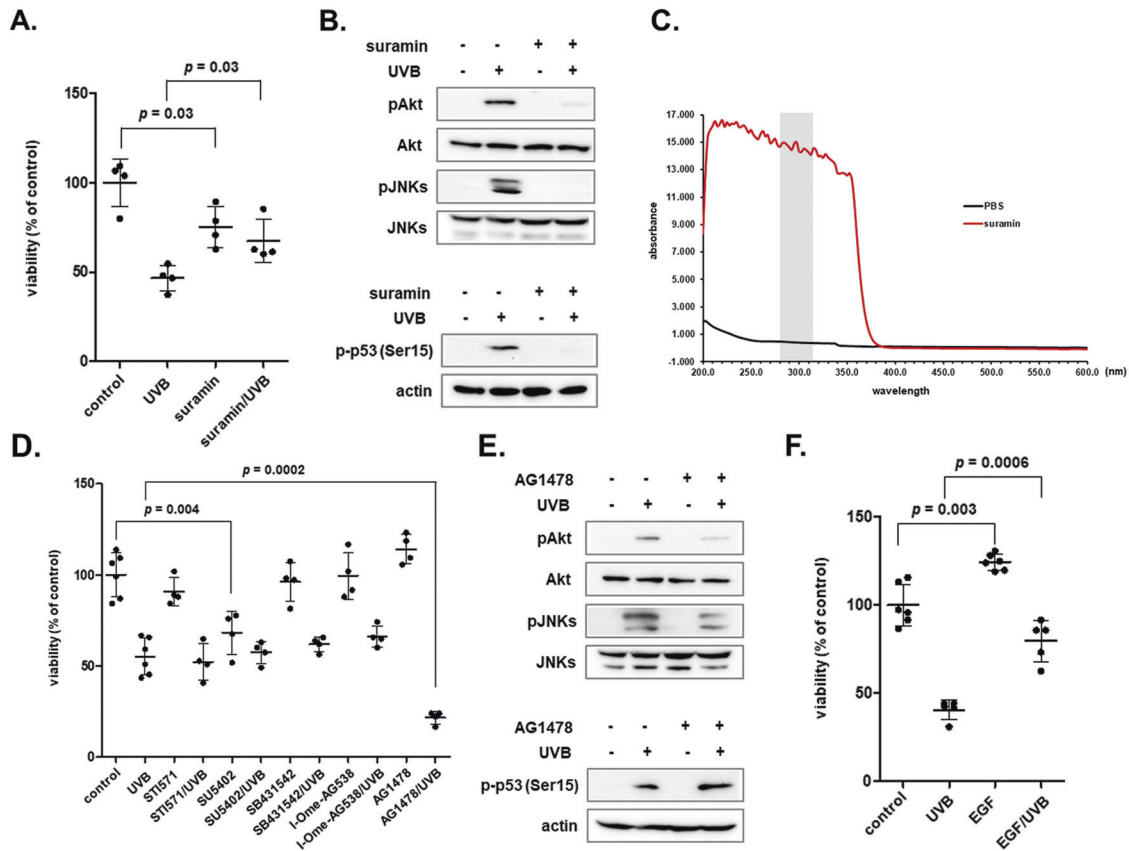 A.
p = 0.03
p = 0.03
150
100
50
0
viability (% of control)
control
UVB
suramin
suramin/UVB
B.
suramin - - + +
UVB - + - +
pAkt
Akt
pJNKs
JNKs
suramin - - + +
UVB - + - +
p-p53 (Ser15)
actin
C.
17.000
15.000
13.000
11.000
9.000
7.000
5.000
3.000
1.000
-1.000
absorbance
PBS
suramin
200.0 250.0 300.0 350.0 400.0 450.0 500.0 550.0 600.0 (nm)
wavelength
D.
p = 0.0002
p = 0.004
150
100
50
0
viability (% of control)
control
UVB
STI571
STI571/UVB
SU5402
SU5402/UVB
SB431542
SB431542/UVB
I-Ome-AG538
I-Ome-AG538/UVB
AG1478
AG1478/UVB
E.
AG1478 - - + +
UVB - + - +
pAkt
Akt
pJNKs
JNKs
AG1478 - - + +
UVB - + - +
p-p53 (Ser15)
actin
F.
p = 0.0006
p = 0.003
150
100
50
0
viability (% of control)
control
UVB
EGF
EGF/UVB